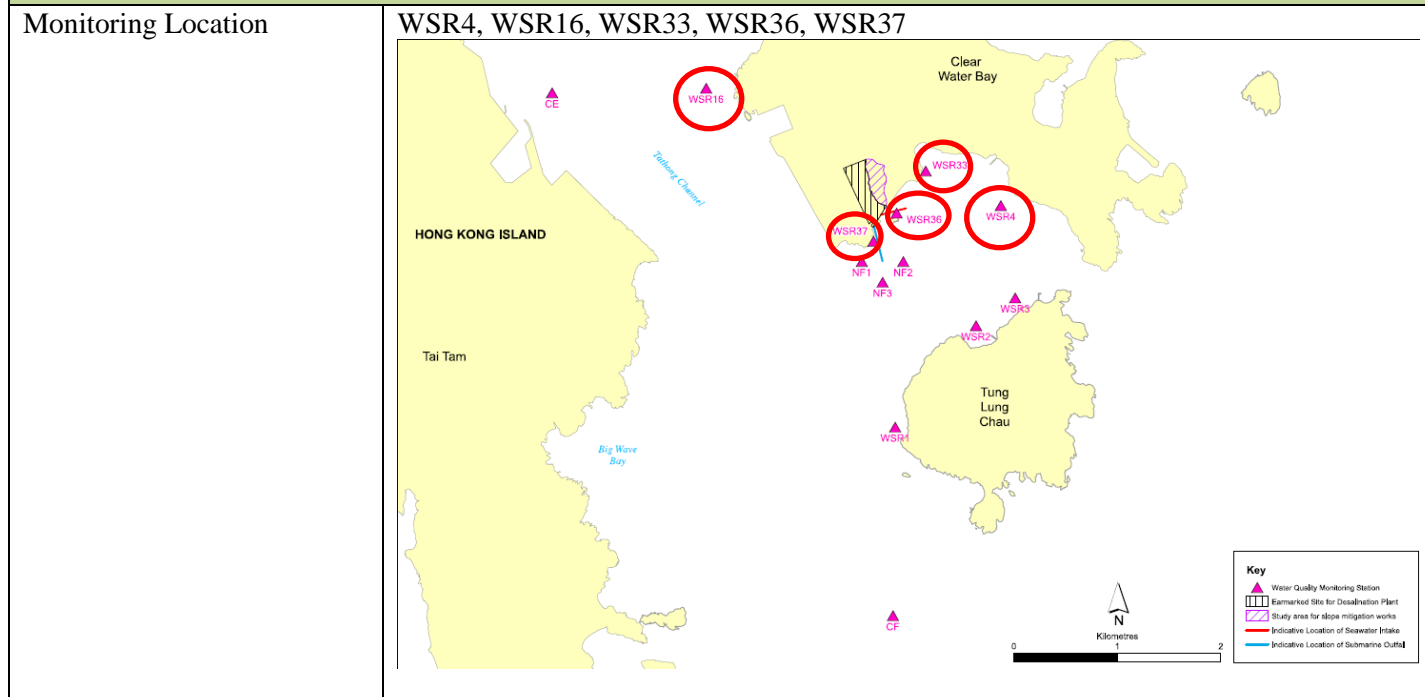 Monitoring Location
WSR4, WSR16, WSR33, WSR36, WSR37
Clear
Water Bay
CE
WSR16
Tathong Channel
WSR33
WSR36
WSR4
HONG KONG ISLAND
WSR37
NF1
NF2
NF3
WSR3
WSR2
Tai Tam
Tung
Lung
Chau
WSR1
Big Wave
Bay
CF
N
Kilometres
0 1 2
Key
Water Quality Monitoring Station
Earmarked Site for Desalination Plant
Study area for slope mitigation works
Indicative Location of Seawater Intake
Indicative Location of Submarine Outfall